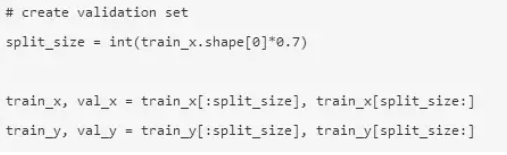 # create validation set
split_size = int(train_x.shape[0]*0.7)
train_x, val_x = train_x[:split_size], train_x[split_size:]
train_y, val_y = train_y[:split_size], train_y[split_size:]